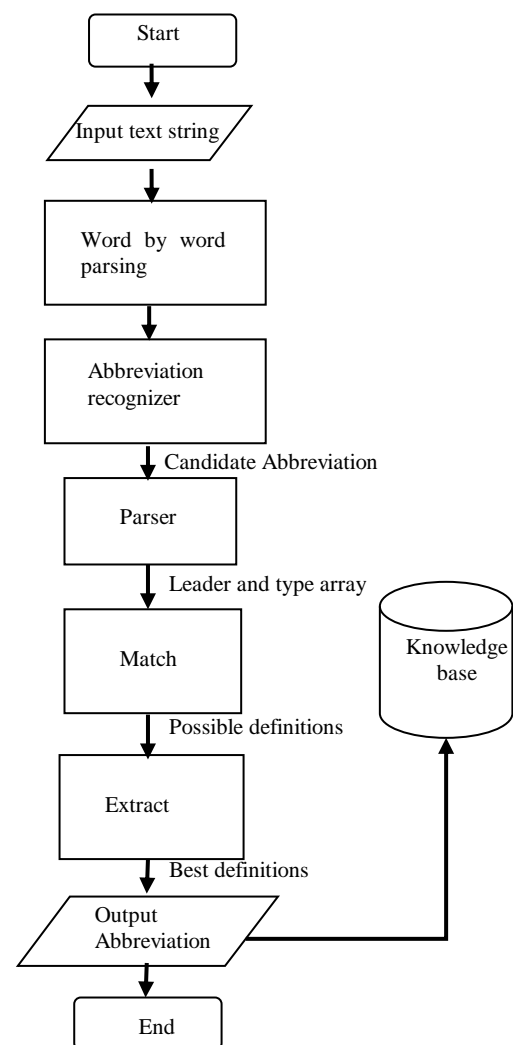 Start
Input text string
Word by word
parsing
Abbreviation
recognizer
Candidate Abbreviation
Parser
Leader and type array
Match
Knowledge
base
Possible definitions
Extract
Best definitions
Output
Abbreviation
End